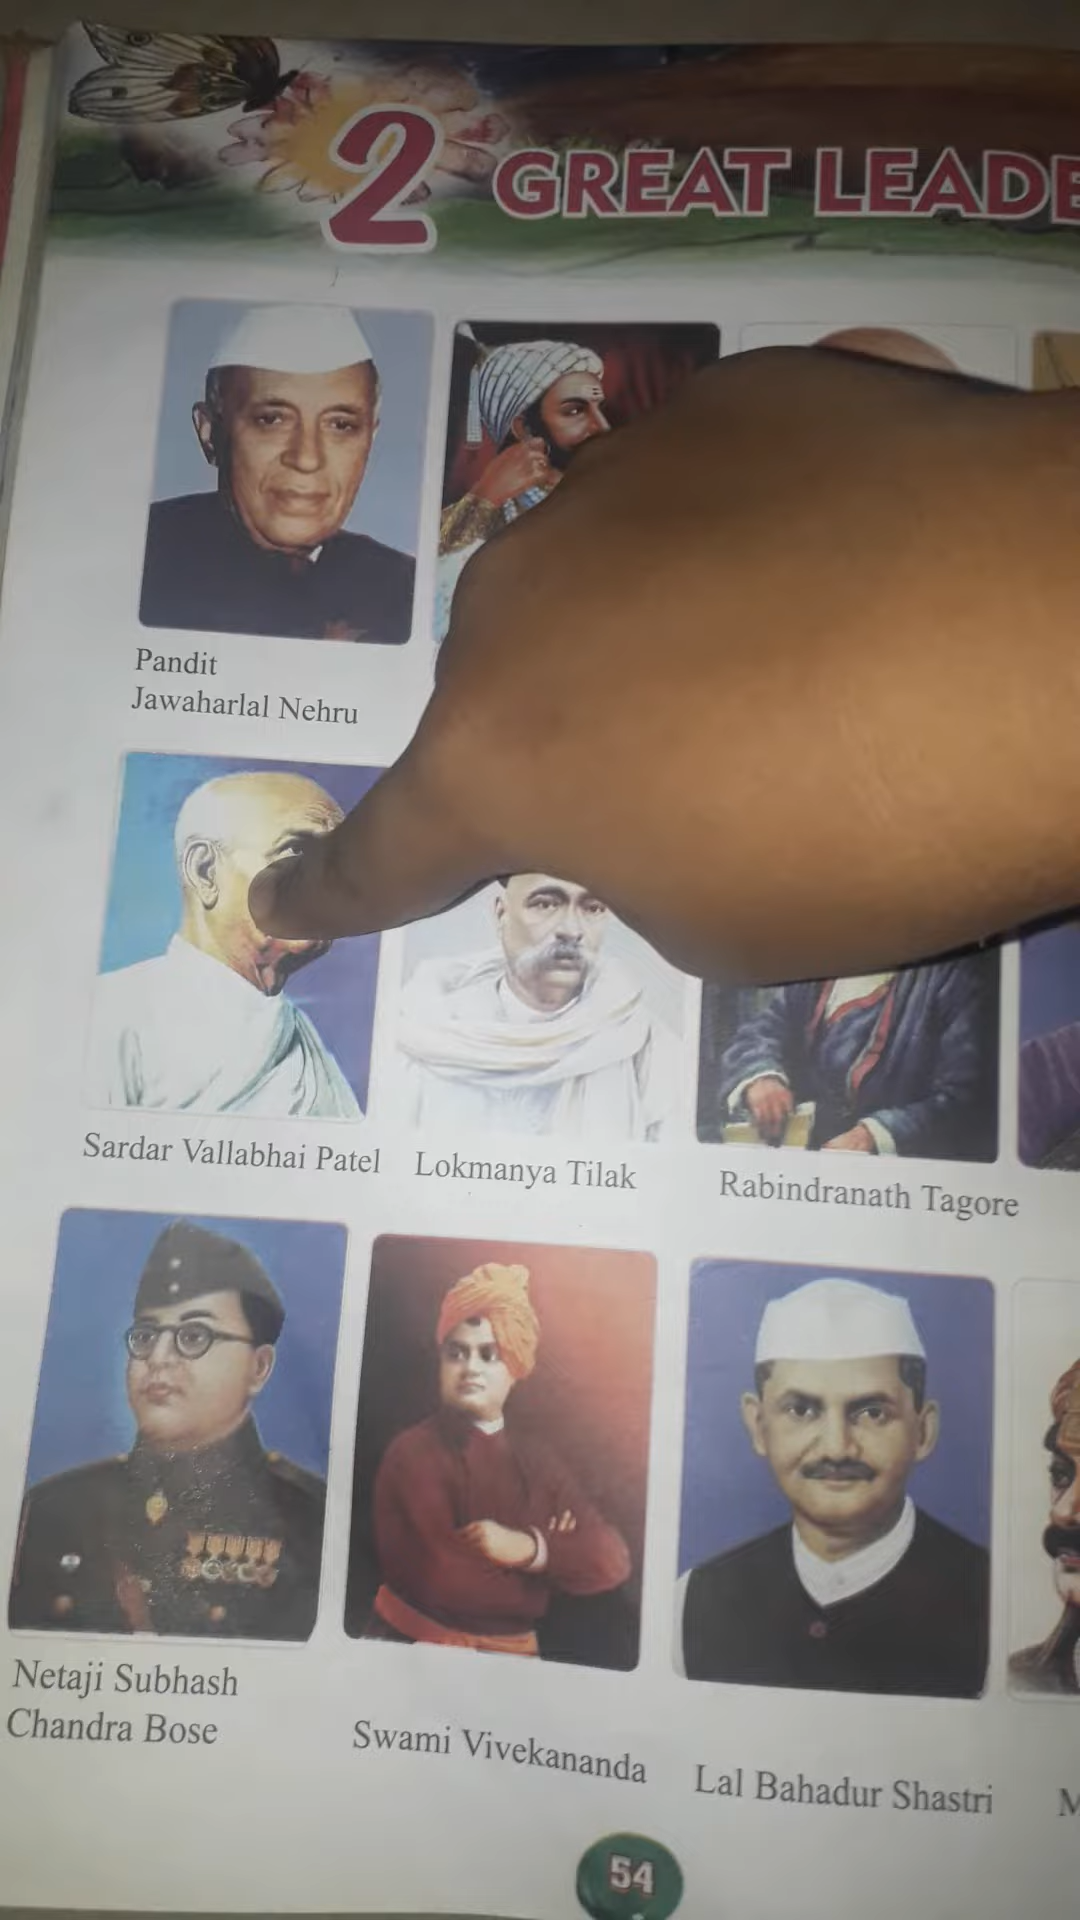 2 GREAT LEADE
Pandit
Jawaharlal Nehru
Sardar Vallabhai Patel
Lokmanya Tilak
Rabindranath Tagore
Netaji Subhash
Chandra Bose
Swami Vivekananda
Lal Bahadur Shastri
M
54